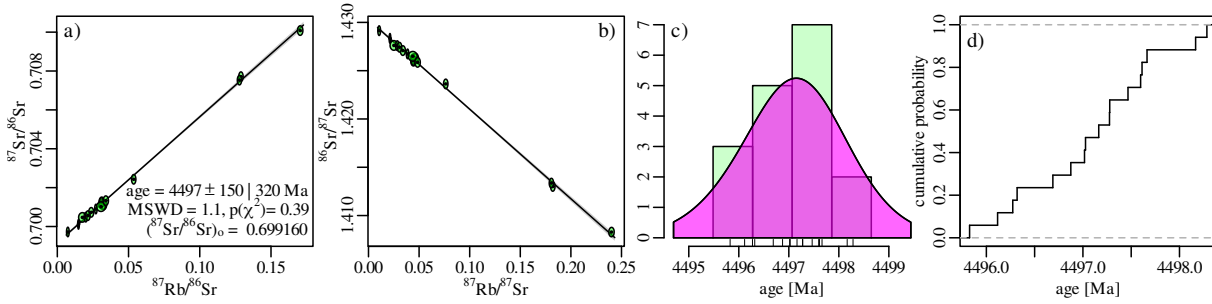 a)
⁸⁷Sr/⁸⁶Sr
0.700 0.704 0.708
age = 4497 ± 150 | 320 Ma
MSWD = 1.1, p(χ²)= 0.39
(⁸⁷Sr/⁸⁶Sr)ₒ = 0.699160
0.00 0.05 0.10 0.15
⁸⁷Rb/⁸⁶Sr
b)
⁸⁶Sr/⁸⁷Sr
1.410 1.420 1.430
0.00 0.05 0.10 0.15 0.20 0.25
⁸⁷Rb/⁸⁷Sr
c)
0 1 2 3 4 5 6 7
4495 4496 4497 4498 4499
age [Ma]
d)
cumulative probability
0.0 0.2 0.4 0.6 0.8 1.0
4496.0 4497.0 4498.0
age [Ma]